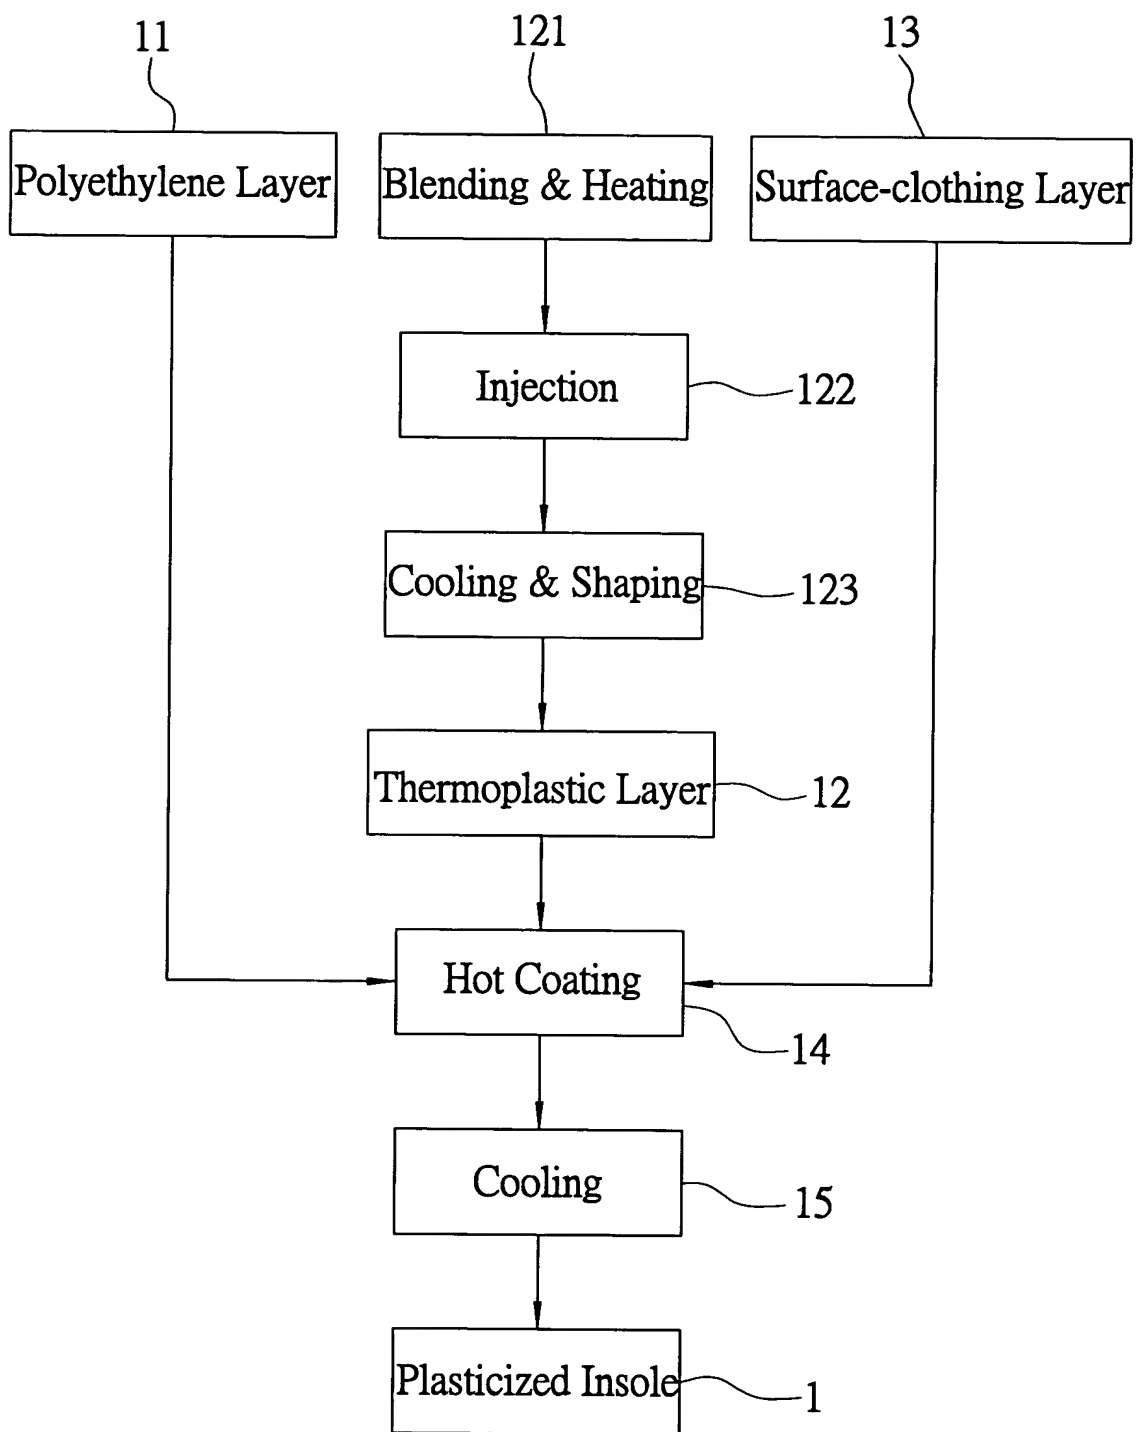 11
121
13
Polyethylene Layer
Blending & Heating
Surface-clothing Layer
Injection
122
Cooling & Shaping
123
Thermoplastic Layer
12
Hot Coating
14
Cooling
15
Plasticized Insole
1